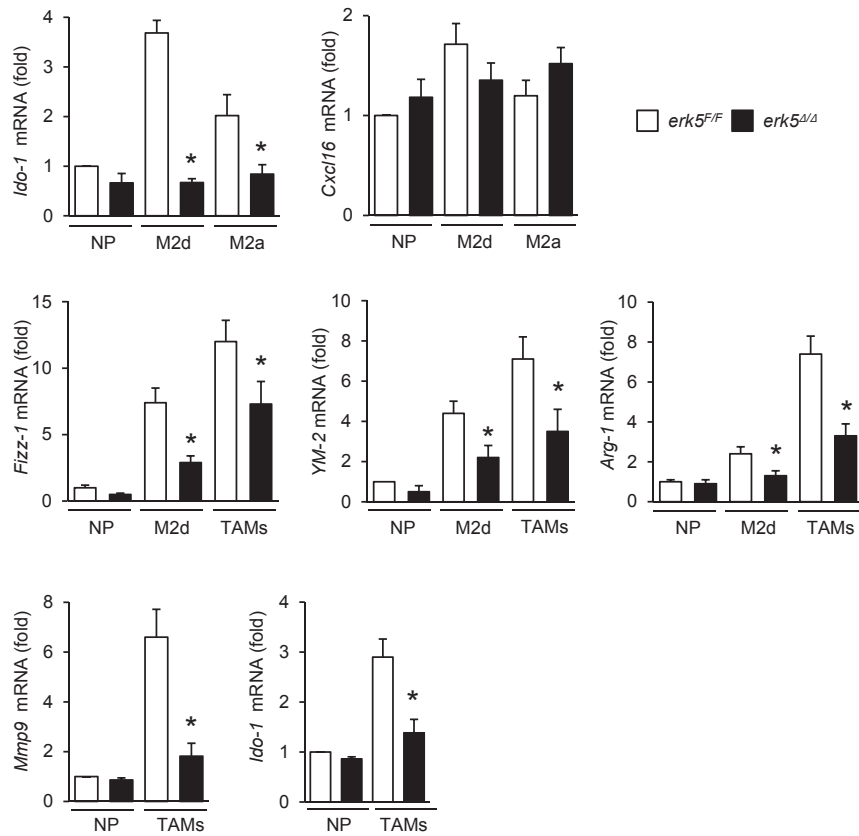 Ido-1 mRNA (fold)
4
3
2
1
0
*
*
NP M2d M2a
Cxcl16 mRNA (fold)
2
1
0
NP M2d M2a
erk5F/F erk5Δ/Δ
Fizz-1 mRNA (fold)
15
10
5
0
*
*
NP M2d TAMs
YM-2 mRNA (fold)
10
8
6
4
2
0
*
*
NP M2d TAMs
Arg-1 mRNA (fold)
10
8
6
4
2
0
*
*
NP M2d TAMs
Mmp9 mRNA (fold)
8
6
4
2
0
*
NP TAMs
Ido-1 mRNA (fold)
4
3
2
1
0
*
NP TAMs